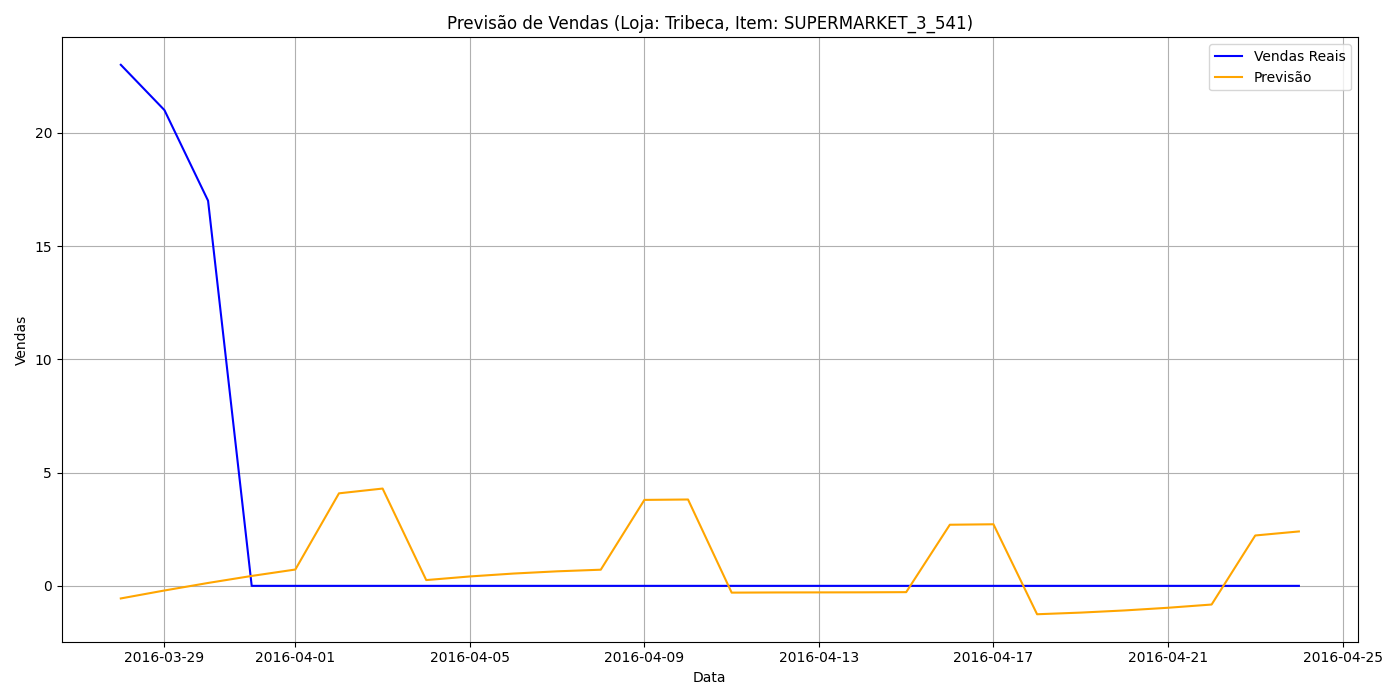 Previsão de Vendas (Loja: Tribeca, Item: SUPERMARKET_3_541)
Vendas Reais
Previsão
Vendas
20
15
10
5
0
2016-03-29
2016-04-01
2016-04-05
2016-04-09
2016-04-13
2016-04-17
2016-04-21
2016-04-25
Data